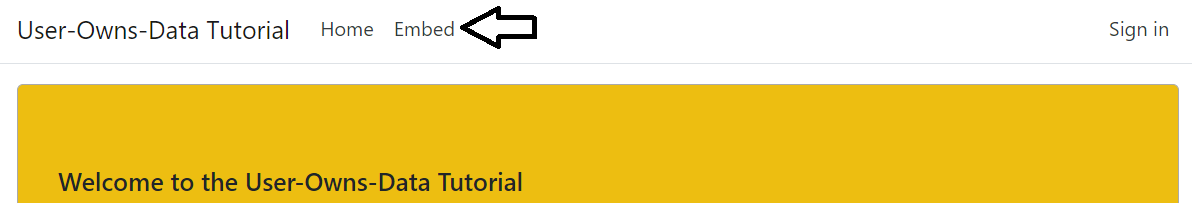 User-Owns-Data Tutorial Home Embed Sign in
Welcome to the User-Owns-Data Tutorial